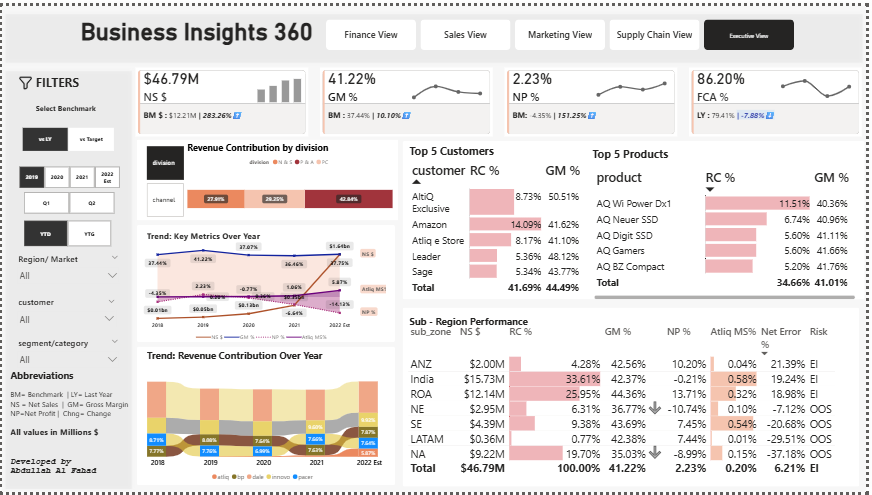 Business Insights 360
Finance View
Sales View
Marketing View
Supply Chain View
Executive View
FILTERS
Select Benchmark
vs LY
vs Target
2019
2020
2021
2022 Est
Q1
Q2
YTD
YTG
Region/ Market
All
customer
All
segment/category
All
Abbreviations
BM= Benchmark | LY= Last Year
NS = Net Sales | GM= Gross Margin
NP=Net Profit| Chng= Change
All values in Millions $
Developed by
Abdullah Al Fahad
$46.79M
NS $
BM $ : $12.21M | 283.26%
41.22%
GM %
BM : 37.44% | 10.10%
2.23%
NP %
BM: -4.35% | 151.25%
86.20%
FCA %
LY : 79.41% | -7.88%
Revenue Contribution by division
division
channel
division N & S P & A PC
27.91% 29.25% 42.84%
Trend: Key Metrics Over Year
37.44% 41.22% 37.07% 36.46% $1.64bn 37.75%
-4.35% 2.23% -0.77% 1.06% 5.87%
$0.01bn $0.05bn $0.13bn -6.64% -14.13%
NS $
Atliq MS%
NP %
2018 2019 2020 2021 2022 Est
NS $ GM % NP % Atliq MS%
Trend: Revenue Contribution Over Year
8.71% 8.08% 7.64% 7.66% 7.87%
7.77% 7.76% 7.63% 7.64%
2018 2019 2020 2021 2022 Est
atliq bp dale innovo pacer
Top 5 Customers
customer RC % GM %
AltiQ Exclusive 8.73% 50.51%
Amazon 14.09% 41.62%
Atliq e Store 8.17% 41.10%
Leader 5.36% 48.12%
Sage 5.34% 43.77%
Total 41.69% 44.49%
Top 5 Products
product RC % GM %
AQ Wi Power Dx1 11.51% 40.36%
AQ Neuer SSD 6.74% 40.96%
AQ Digit SSD 5.60% 41.11%
AQ Gamers 5.60% 41.66%
AQ BZ Compact 5.20% 41.76%
Total 34.66% 41.01%
Sub - Region Performance
sub_zone NS $ RC % GM % NP % Atliq MS% Net Error % Risk
ANZ $2.00M 4.28% 42.56% 10.20% 0.04% 21.39% EI
India $15.73M 33.61% 42.37% -0.21% 0.58% 19.24% EI
ROA $12.14M 25.95% 44.36% 13.71% 0.32% 18.98% EI
NE $2.95M 6.31% 36.77% -10.74% 0.10% -7.12% OOS
SE $4.39M 9.38% 43.69% 7.45% 0.54% -20.68% OOS
LATAM $0.36M 0.77% 42.38% 7.44% 0.01% -29.51% OOS
NA $9.22M 19.70% 35.03% -8.99% 0.15% -37.18% OOS
Total $46.79M 100.00% 41.22% 2.23% 0.20% 6.21% EI